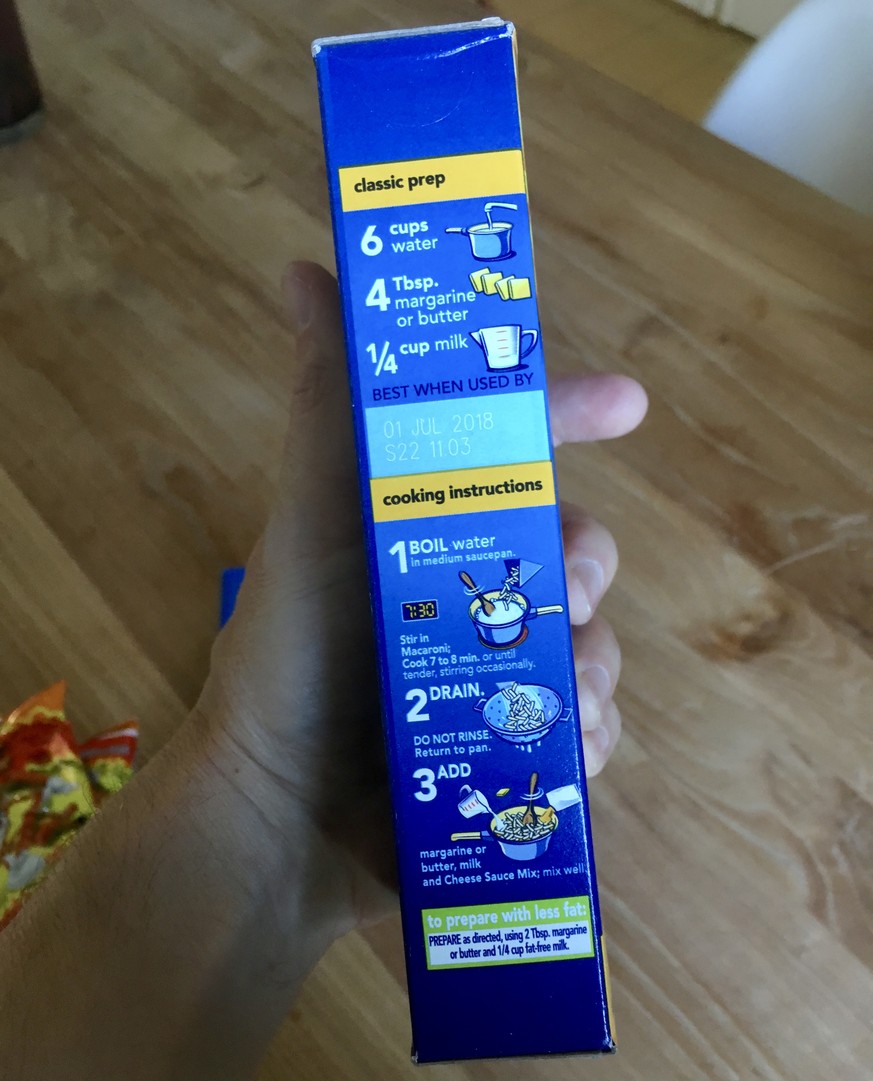 classic prep
6 cups
water
4 Tbsp.
margarine
or butter
1/4 cup milk
BEST WHEN USED BY
01 JUL 2018
S22 11:03
cooking instructions
1 BOIL water
in medium saucepan.
7:30
Stir in
Macaroni;
Cook 7 to 8 min. or until
tender, stirring occasionally.
2 DRAIN.
DO NOT RINSE.
Return to pan.
3 ADD
margarine or
butter, milk
and Cheese Sauce Mix; mix well.
to prepare with less fat:
PREPARE as directed, using 2 Tbsp. margarine
or butter and 1/4 cup fat-free milk.